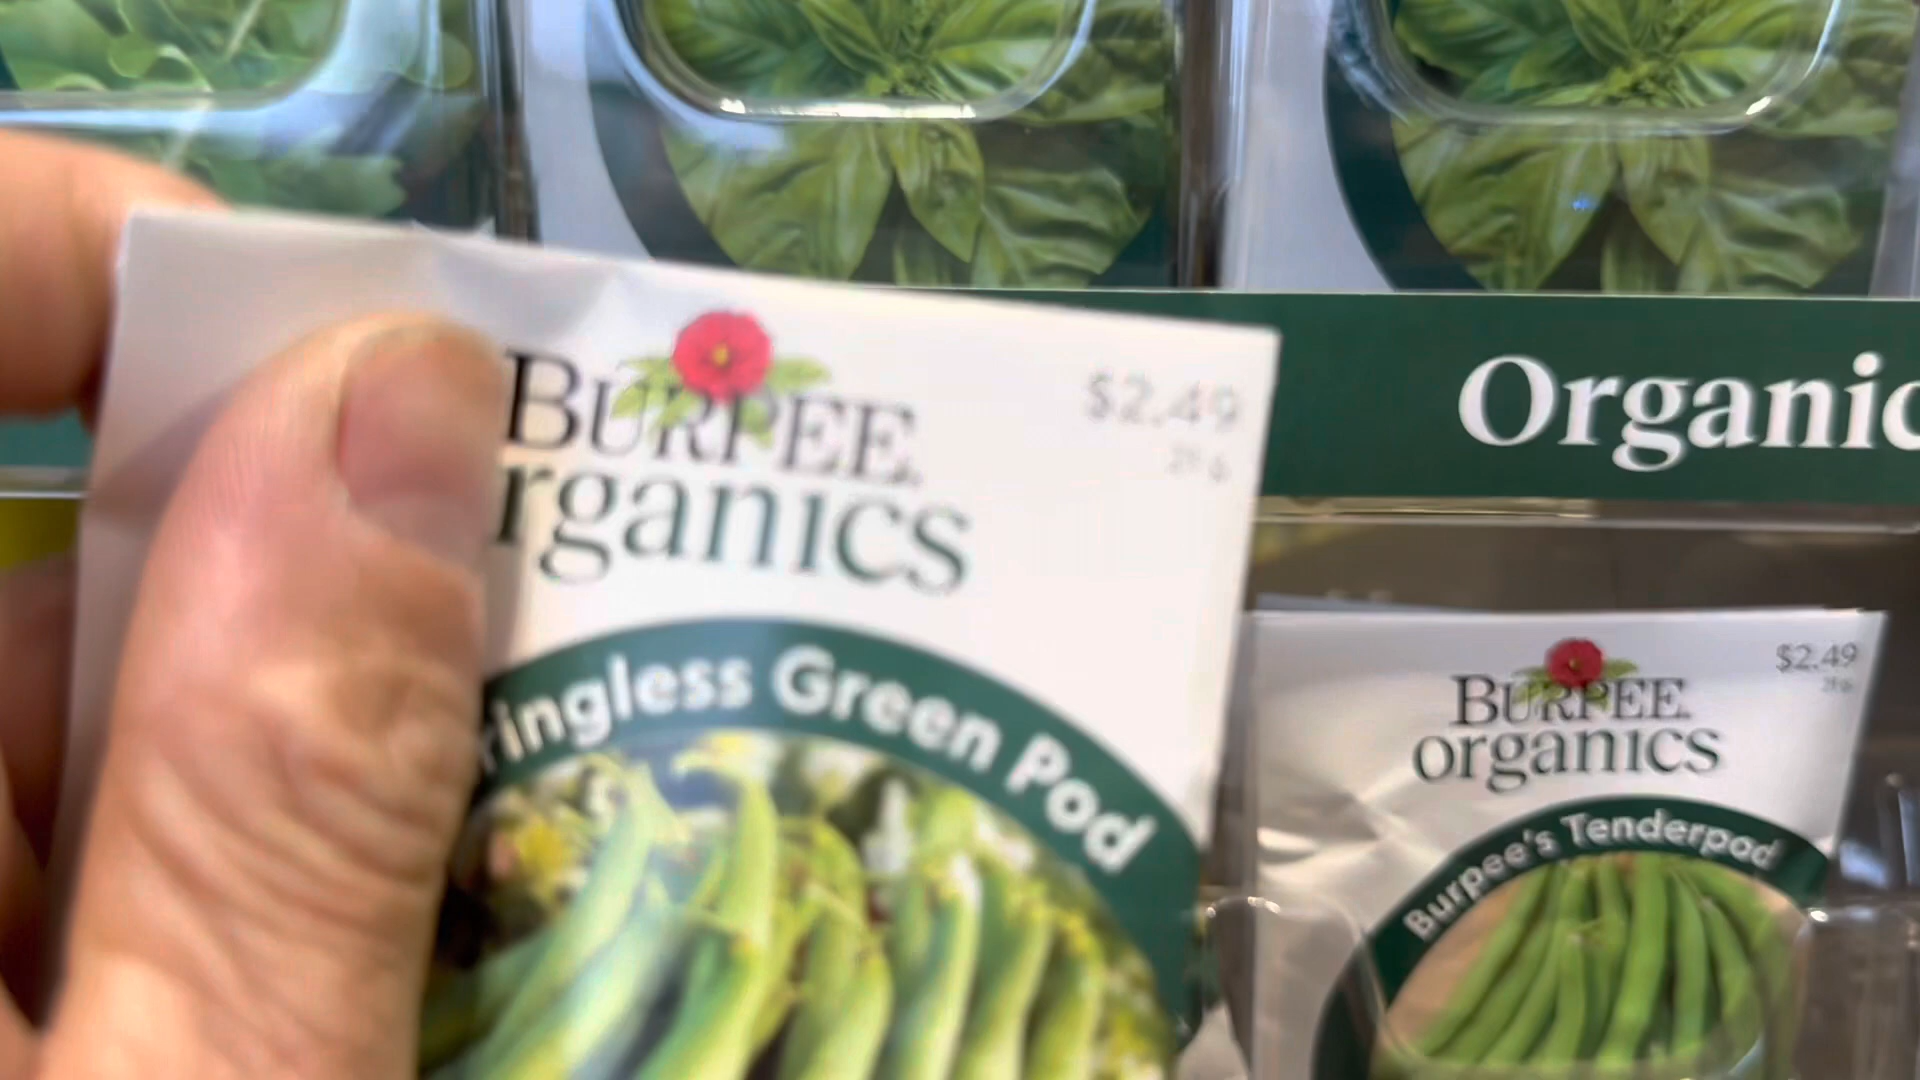 BURPEE
rganics
$2.49
ringless Green Pod
Organic
BURPEE
organics
$2.49
Burpee's Tenderpod